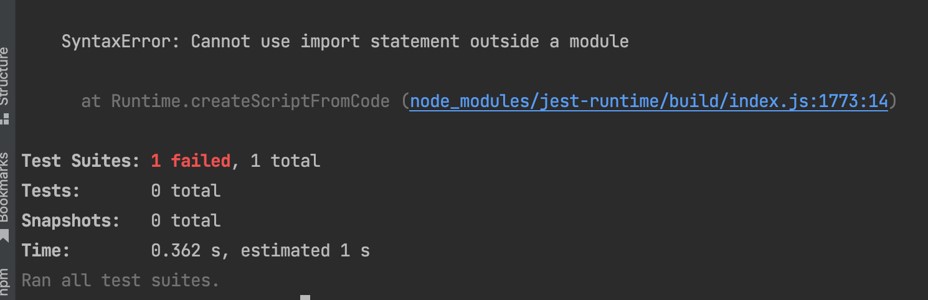 SyntaxError: Cannot use import statement outside a module
at Runtime.createScriptFromCode (node_modules/jest-runtime/build/index.js:1773:14)
Test Suites: 1 failed, 1 total
Tests: 0 total
Snapshots: 0 total
Time: 0.362 s, estimated 1 s
Ran all test suites.
Structure
Bookmarks
npm